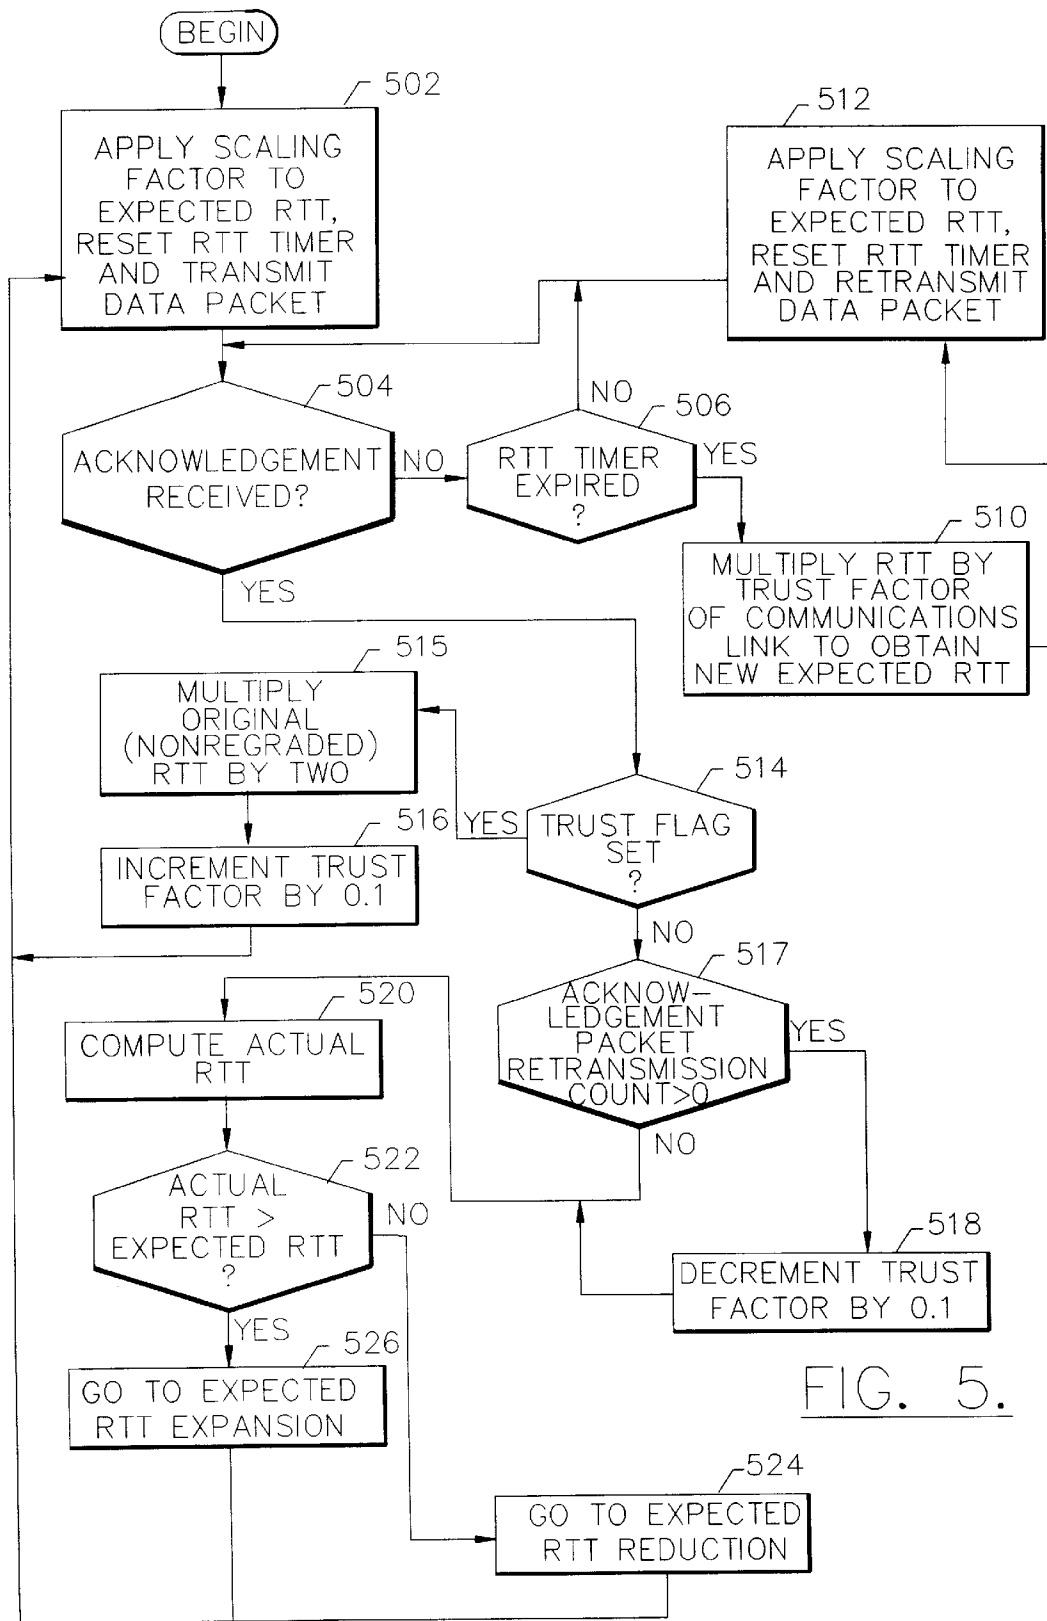 BEGIN
502
APPLY SCALING
FACTOR TO
EXPECTED RTT,
RESET RTT TIMER
AND TRANSMIT
DATA PACKET
512
APPLY SCALING
FACTOR TO
EXPECTED RTT,
RESET RTT TIMER
AND RETRANSMIT
DATA PACKET
504
ACKNOWLEDGEMENT
RECEIVED?
NO
YES
506
RTT TIMER
EXPIRED
?
NO
YES
510
MULTIPLY RTT BY
TRUST FACTOR
OF COMMUNICATIONS
LINK TO OBTAIN
NEW EXPECTED RTT
515
MULTIPLY
ORIGINAL
(NONREGRADED)
RTT BY TWO
514
TRUST FLAG
SET
?
YES
NO
516
INCREMENT TRUST
FACTOR BY 0.1
517
ACKNOW-
LEDGEMENT
PACKET
RETRANSMISSION
COUNT>0
YES
NO
520
COMPUTE ACTUAL
RTT
522
ACTUAL
RTT >
EXPECTED RTT
?
NO
YES
518
DECREMENT TRUST
FACTOR BY 0.1
526
GO TO EXPECTED
RTT EXPANSION
524
GO TO EXPECTED
RTT REDUCTION
FIG. 5.